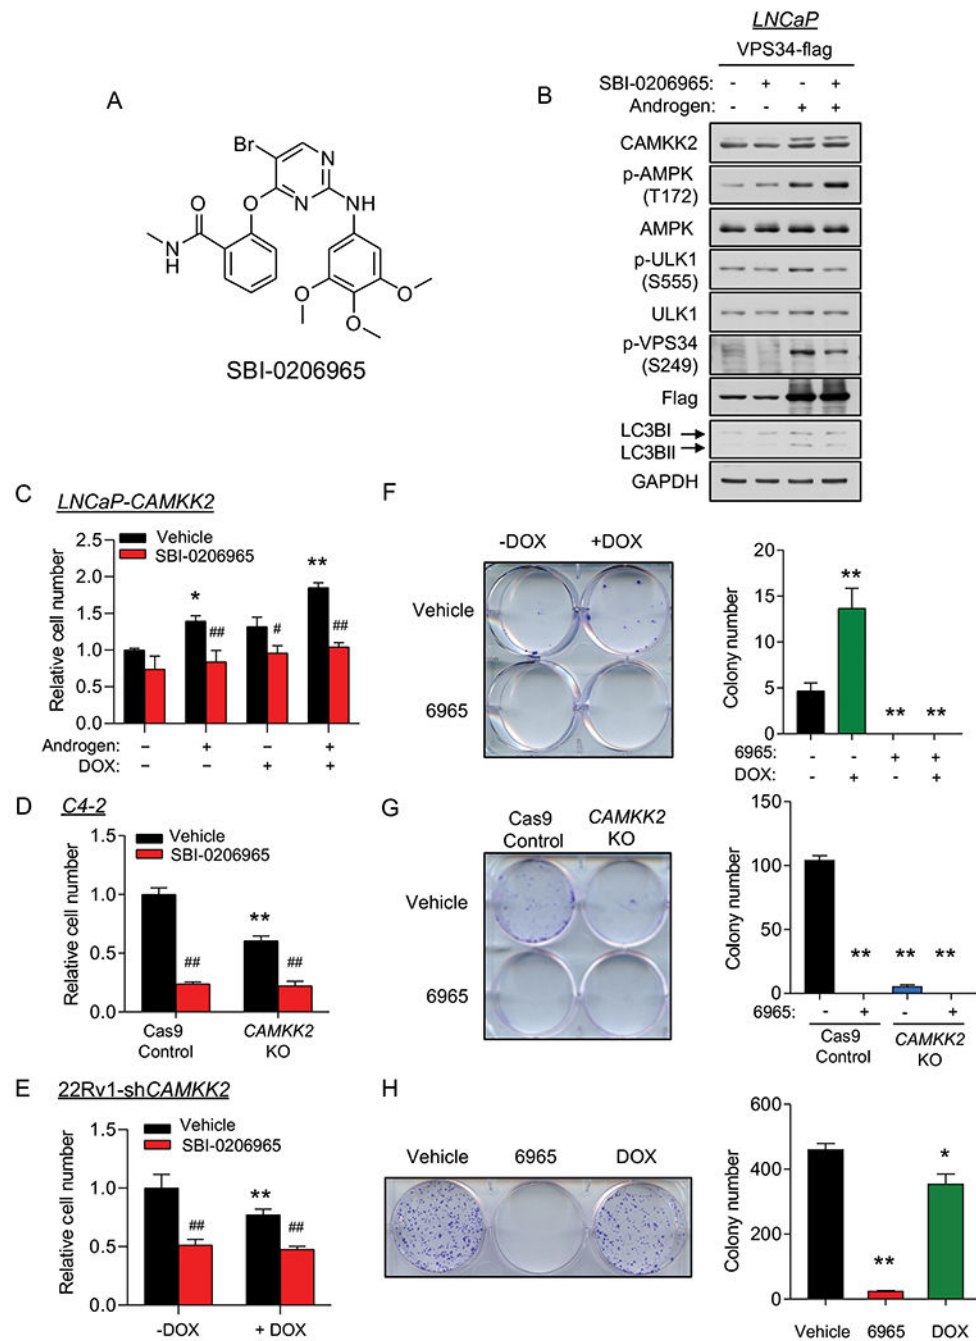 A
Br
N
N
NH
O
O
N
H
O
O
O
SBI-0206965
B
LNCaP
VPS34-flag
SBI-0206965: - + - +
Androgen: - - + +
CAMKK2
p-AMPK
(T172)
AMPK
p-ULK1
(S555)
ULK1
p-VPS34
(S249)
Flag
LC3BI
LC3BII
GAPDH
C LNCaP-CAMKK2
Vehicle
SBI-0206965
Relative cell number
2.5
2.0
1.5
1.0
0.5
0.0
* ## # ** ##
Androgen: – + – +
DOX: – – + +
D C4-2
Vehicle
SBI-0206965
Relative cell number
1.5
1.0
0.5
0.0
## ** ##
Cas9
Control
CAMKK2
KO
E 22Rv1-shCAMKK2
Vehicle
SBI-0206965
Relative cell number
1.5
1.0
0.5
0.0
## ** ##
-DOX + DOX
F
-DOX +DOX
Vehicle
6965
Colony number
20
15
10
5
0
** ** **
6965: - - + +
DOX: - + - +
G
Cas9
Control
CAMKK2
KO
Vehicle
6965
Colony number
150
100
50
0
** ** **
6965: - + - +
Cas9
Control
CAMKK2
KO
H
Vehicle 6965 DOX
Colony number
600
400
200
0
** *
Vehicle 6965 DOX